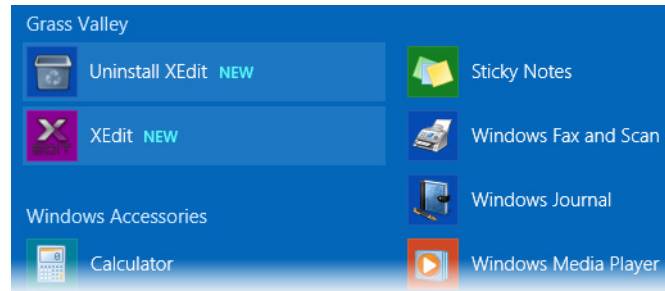 Grass Valley
Uninstall XEdit NEW
XEdit NEW
Windows Accessories
Calculator
Sticky Notes
Windows Fax and Scan
Windows Journal
Windows Media Player